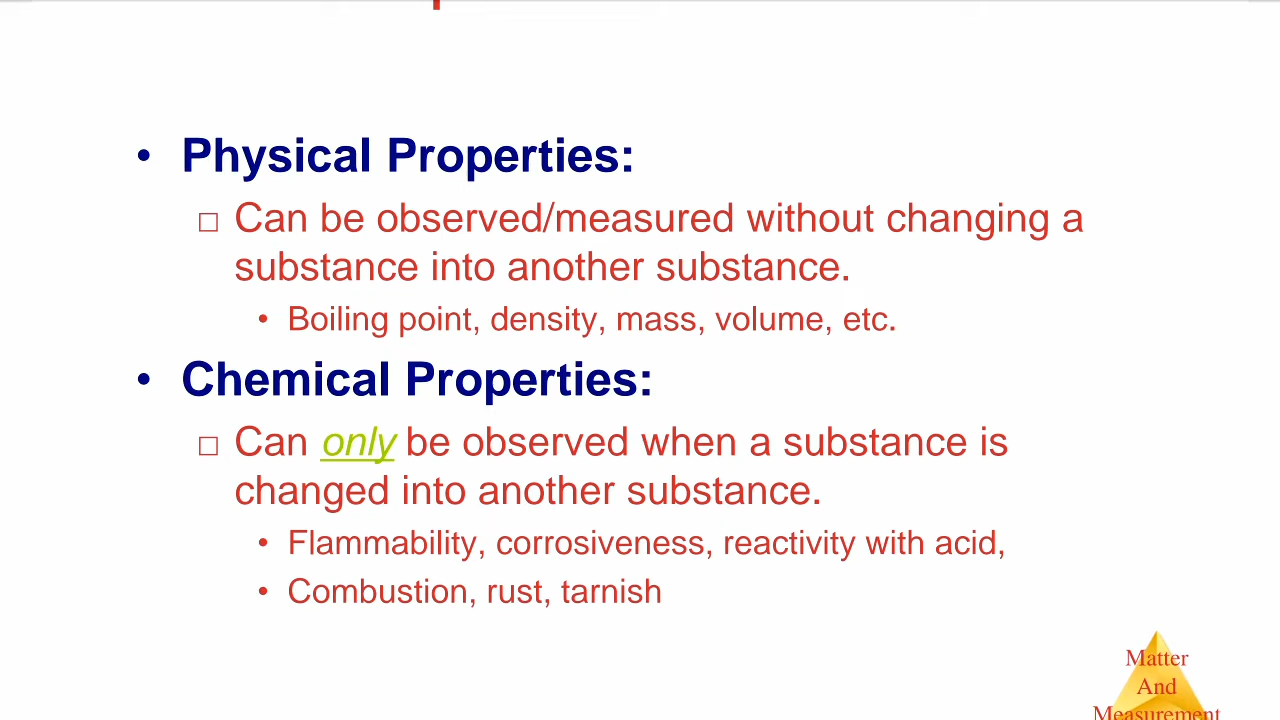 • Physical Properties:
□ Can be observed/measured without changing a
substance into another substance.
• Boiling point, density, mass, volume, etc.
• Chemical Properties:
□ Can only be observed when a substance is
changed into another substance.
• Flammability, corrosiveness, reactivity with acid,
• Combustion, rust, tarnish
Matter
And
Measurement